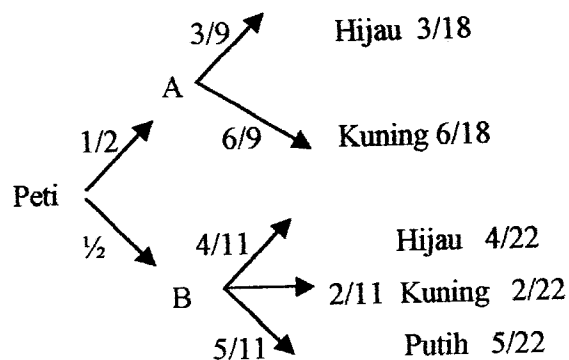 3/9 Hijau 3/18
A
1/2 6/9 Kuning 6/18
Peti
½ 4/11 Hijau 4/22
B 2/11 Kuning 2/22
5/11 Putih 5/22